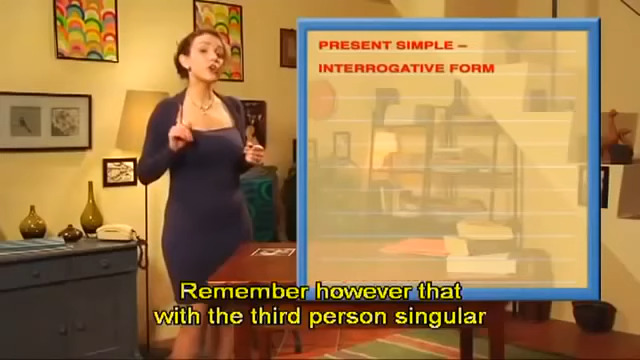 PRESENT SIMPLE –
INTERROGATIVE FORM
Remember however that
with the third person singular